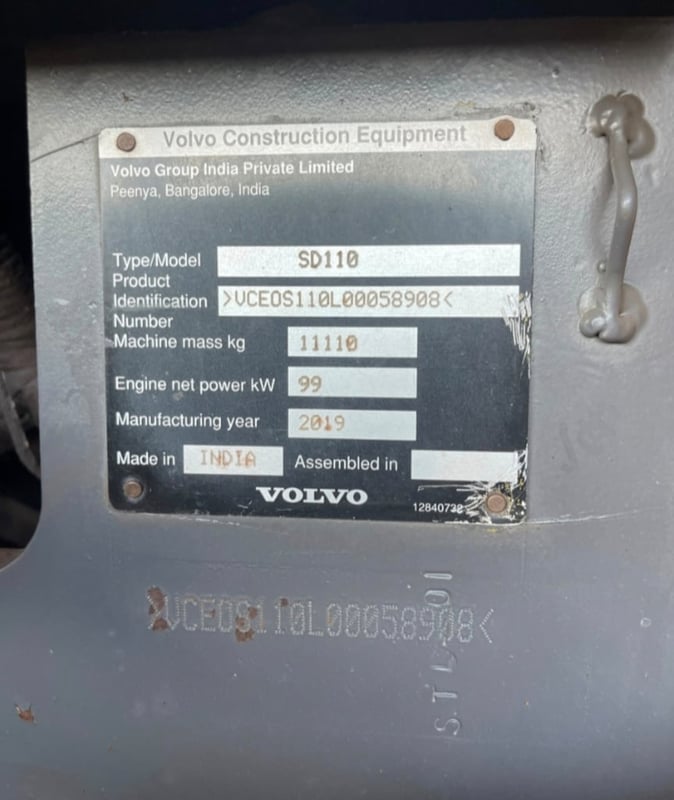 Volvo Construction Equipment
Volvo Group India Private Limited
Peenya, Bangalore, India
Type/Model SD110
Product
Identification >VCEOS110L00058908<
Number
Machine mass kg 11110
Engine net power kW 99
Manufacturing year 2019
Made in INDIA Assembled in
VOLVO
>VCEOS110L00058908<